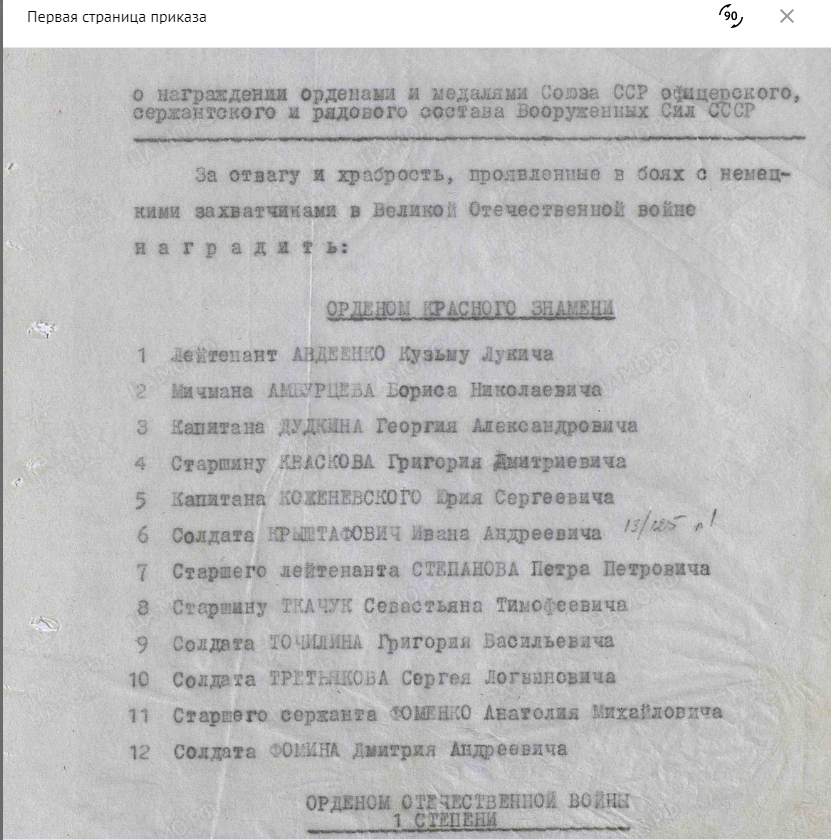 Первая страница приказа
90
о награждении орденами и медалями Союза ССР офицерского,
сержантского и рядового состава Вооруженных Сил СССР
За отвагу и храбрость, проявленные в боях с немец-
кими захватчиками в Великой Отечественной войне
н а г р а д и т ь:
ОРДЕНОМ КРАСНОГО ЗНАМЕНИ
1 Лейтенант АВДЕЕНКО Кузьму Лукича
2 Мичмана АМБУРЦЕВА Бориса Николаевича
3 Капитана ДУДКИНА Георгия Александровича
4 Старшину КВАСКОВА Григория Дмитриевича
5 Капитана КОЖЕНЕВСКОГО Юрия Сергеевича
6 Солдата КРЫШТАФОВИЧ Ивана Андреевича
7 Старшего лейтенанта СТЕПАНОВА Петра Петровича
8 Старшину ТКАЧУК Севастьяна Тимофеевича
9 Солдата ТОЧИЛИНА Григория Васильевича
10 Солдата ТРЕТЬЯКОВА Сергея Логвиновича
11 Старшего сержанта ФОМЕНКО Анатолия Михайловича
12 Солдата ФОМИНА Дмитрия Андреевича
ОРДЕНОМ ОТЕЧЕСТВЕННОЙ ВОЙНЫ
1 СТЕПЕНИ